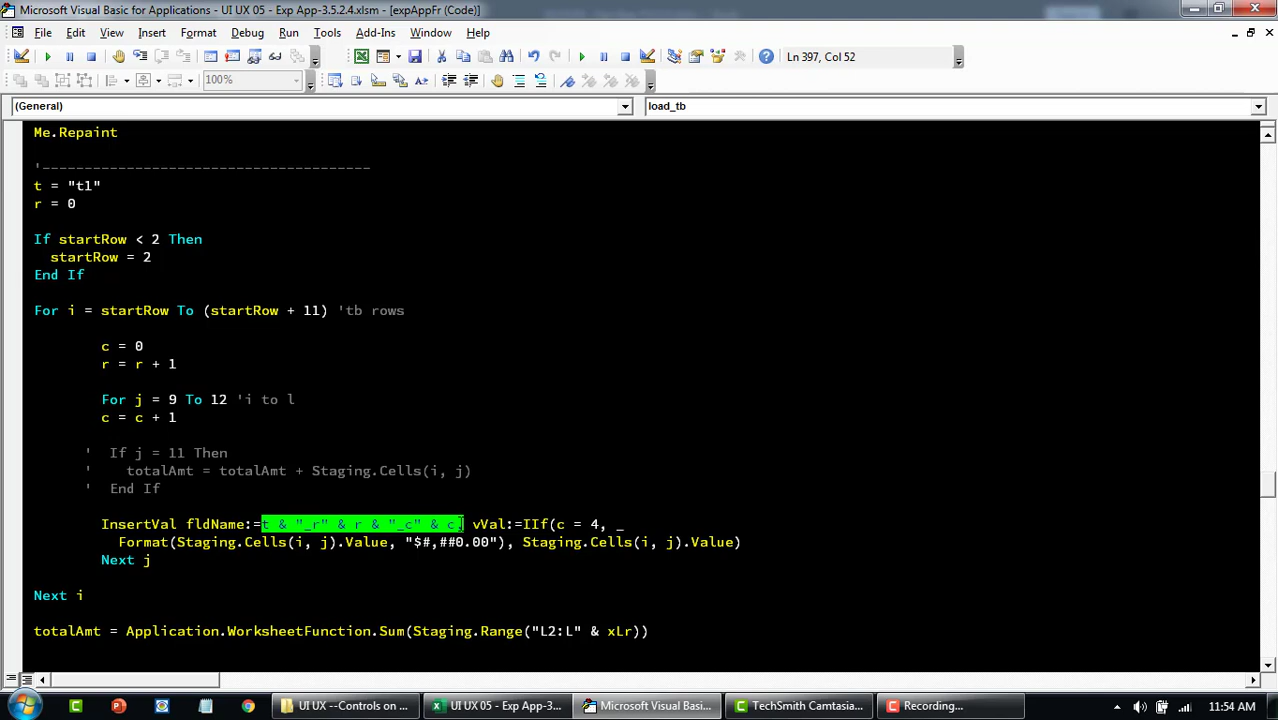 Microsoft Visual Basic for Applications - UI UX 05 - Exp App-3.5.2.4.xlsm - [expAppFr (Code)]
File Edit View Insert Format Debug Run Tools Add-Ins Window Help
Ln 397, Col 52
100%
(General) load_tb
Me.Repaint
'---------------------------------------
t = "t1"
r = 0
If startRow < 2 Then
startRow = 2
End If
For i = startRow To (startRow + 11) 'tb rows
c = 0
r = r + 1
For j = 9 To 12 'i to l
c = c + 1
' If j = 11 Then
' totalAmt = totalAmt + Staging.Cells(i, j)
' End If
InsertVal fldName:=t & "_r" & r & "_c" & c, vVal:=IIf(c = 4, _
Format(Staging.Cells(i, j).Value, "$#,##0.00"), Staging.Cells(i, j).Value)
Next j
Next i
totalAmt = Application.WorksheetFunction.Sum(Staging.Range("L2:L" & xLr))
UI UX --Controls on ... UI UX 05 - Exp App-3... Microsoft Visual Basi... TechSmith Camtasia... Recording... 11:54 AM